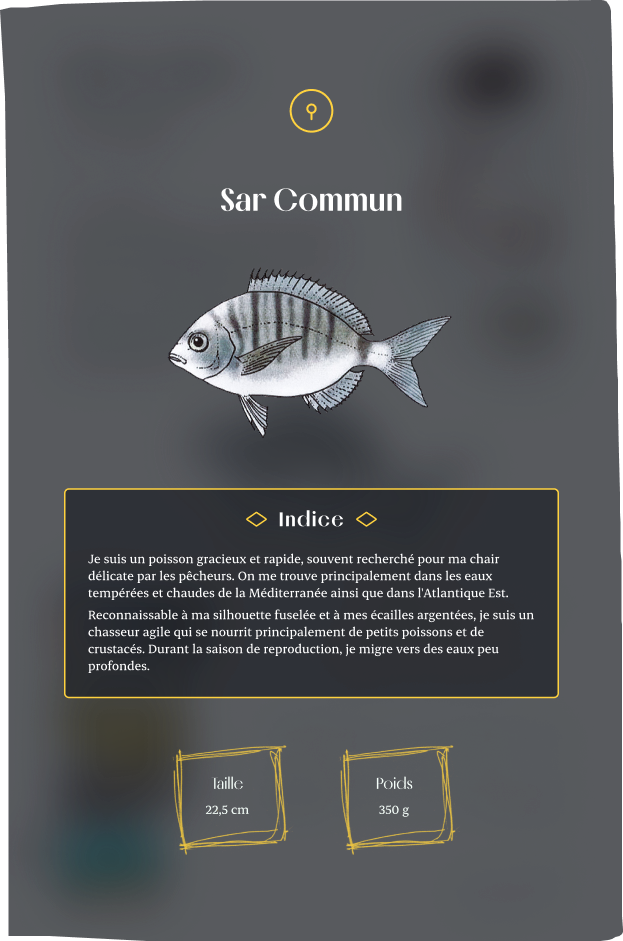 Sar Commun
Indice
Je suis un poisson gracieux et rapide, souvent recherché pour ma chair
délicate par les pêcheurs. On me trouve principalement dans les eaux
tempérées et chaudes de la Méditerranée ainsi que dans l'Atlantique Est.
Reconnaissable à ma silhouette fuselée et à mes écailles argentées, je suis un
chasseur agile qui se nourrit principalement de petits poissons et de
crustacés. Durant la saison de reproduction, je migre vers des eaux peu
profondes.
Taille
22,5 cm
Poids
350 g